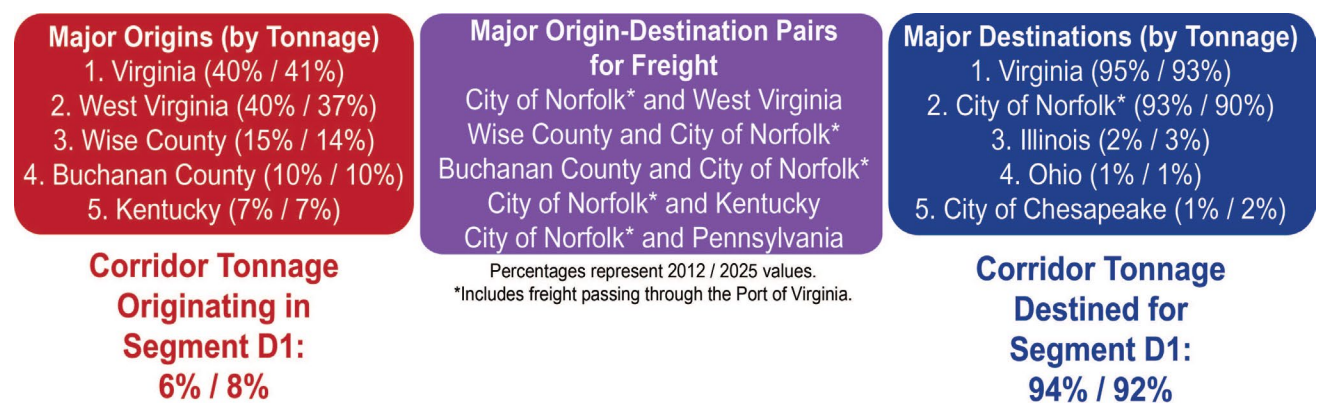 Major Origins (by Tonnage)
1. Virginia (40% / 41%)
2. West Virginia (40% / 37%)
3. Wise County (15% / 14%)
4. Buchanan County (10% / 10%)
5. Kentucky (7% / 7%)
Corridor Tonnage
Originating in
Segment D1:
6% / 8%
Major Origin-Destination Pairs
for Freight
City of Norfolk* and West Virginia
Wise County and City of Norfolk*
Buchanan County and City of Norfolk*
City of Norfolk* and Kentucky
City of Norfolk* and Pennsylvania
Percentages represent 2012 / 2025 values.
*Includes freight passing through the Port of Virginia.
Major Destinations (by Tonnage)
1. Virginia (95% / 93%)
2. City of Norfolk* (93% / 90%)
3. Illinois (2% / 3%)
4. Ohio (1% / 1%)
5. City of Chesapeake (1% / 2%)
Corridor Tonnage
Destined for
Segment D1:
94% / 92%